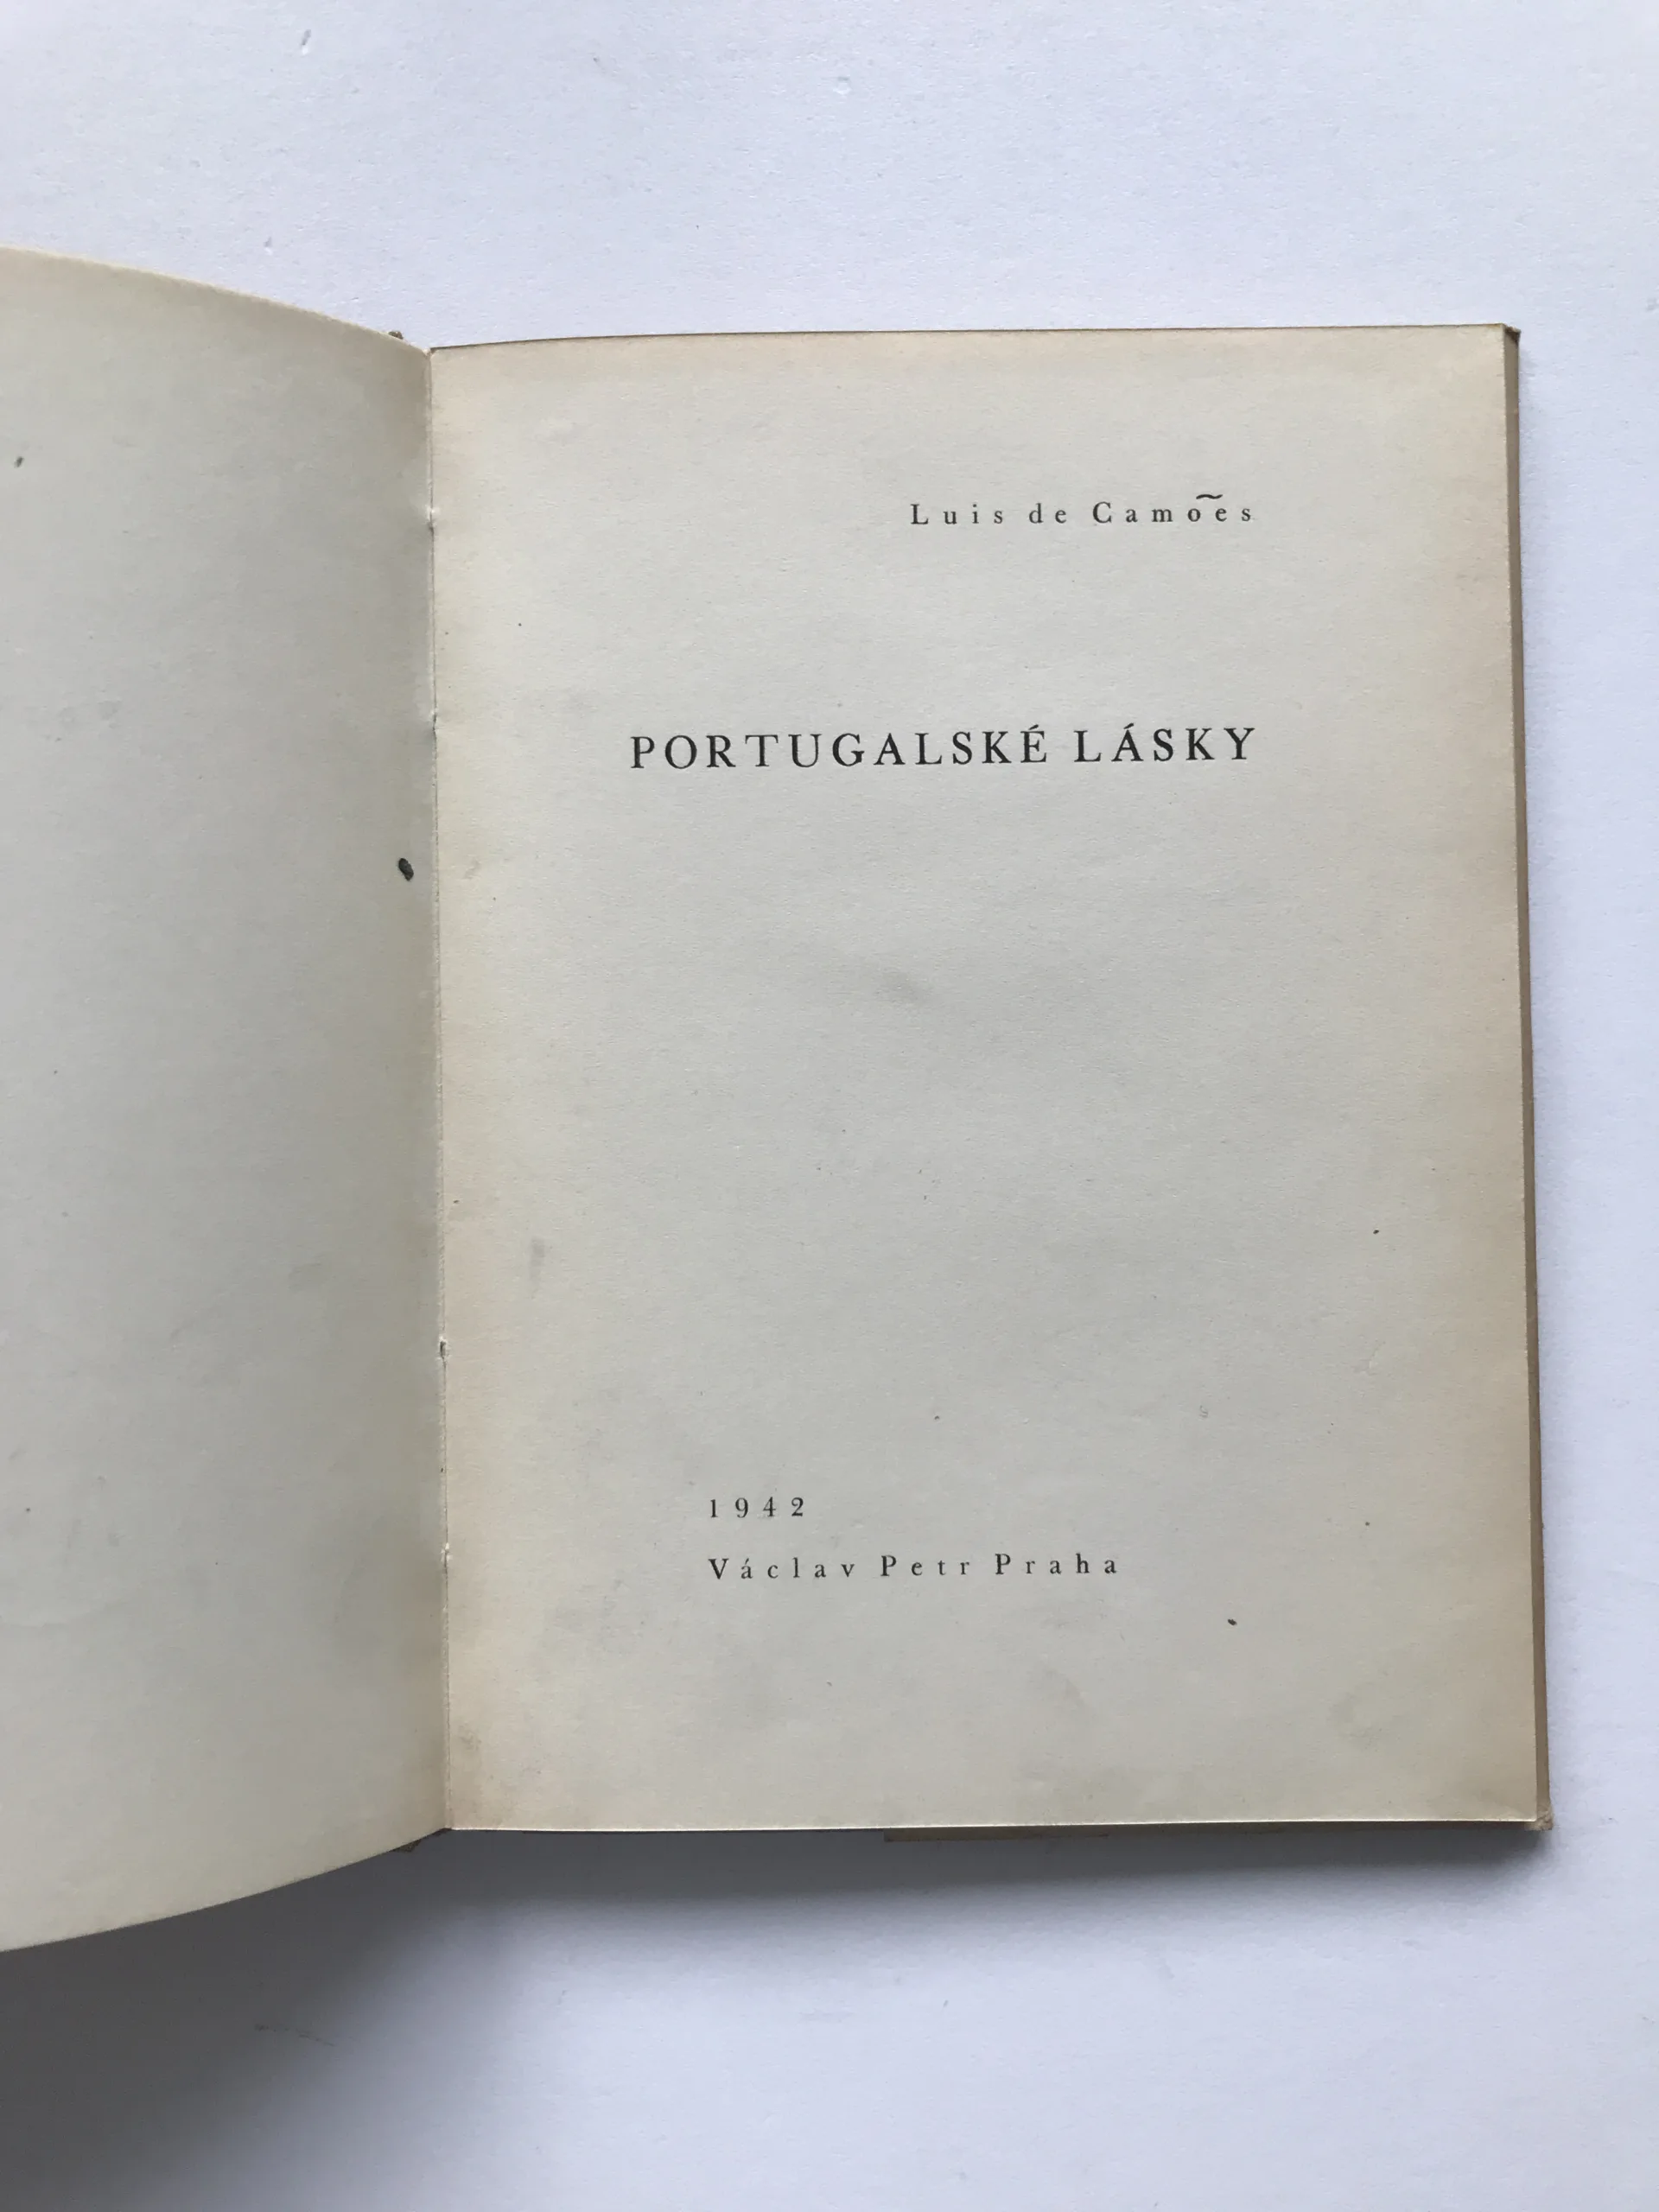 Luis de Camões
PORTUGALSKÉ LÁSKY
1942
Václav Petr Praha